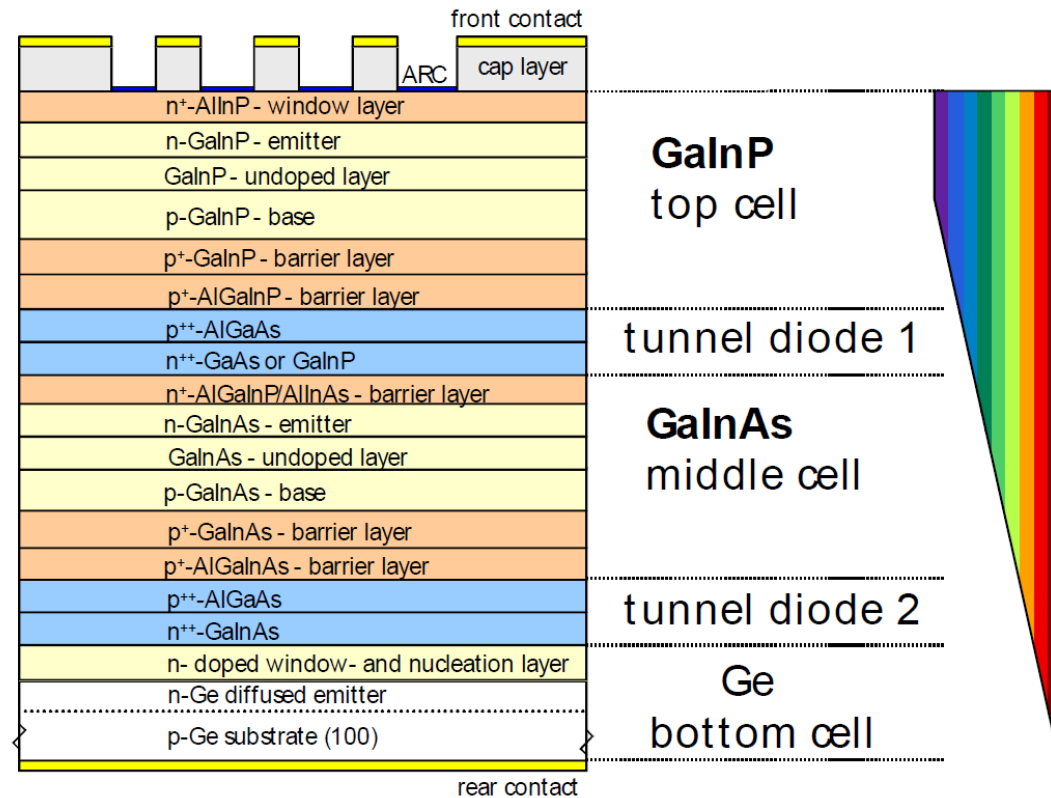 front contact
ARC
cap layer
n⁺-AlInP - window layer
n-GaInP - emitter
GaInP - undoped layer
p-GaInP - base
p⁺-GaInP - barrier layer
p⁺-AlGaInP - barrier layer
GaInP
top cell
p⁺⁺-AlGaAs
n⁺⁺-GaAs or GaInP
tunnel diode 1
n⁺-AlGaInP/AlInAs - barrier layer
n-GaInAs - emitter
GaInAs - undoped layer
p-GaInAs - base
p⁺-GaInAs - barrier layer
p⁺-AlGaInAs - barrier layer
GaInAs
middle cell
p⁺⁺-AlGaAs
n⁺⁺-GaInAs
tunnel diode 2
n- doped window- and nucleation layer
n-Ge diffused emitter
p-Ge substrate (100)
Ge
bottom cell
rear contact